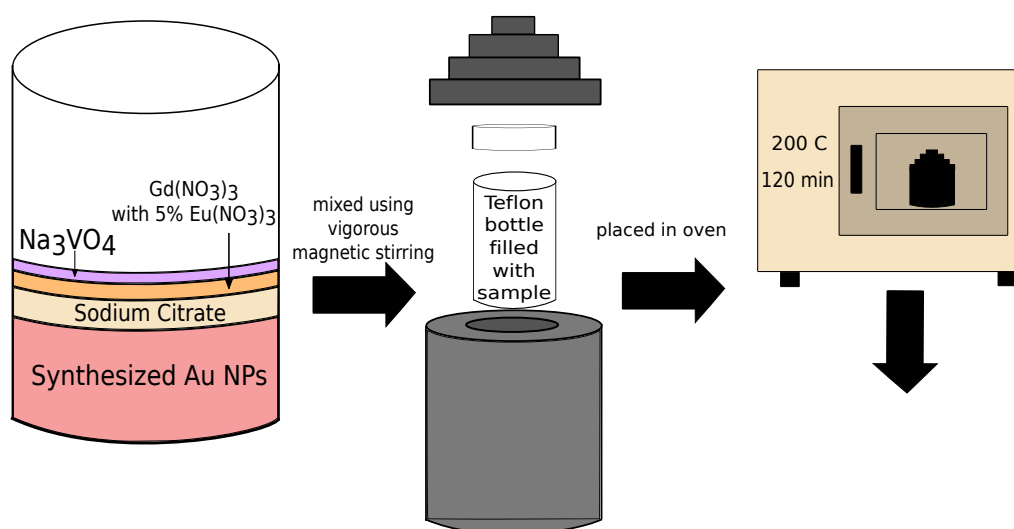 Gd(NO3)3
with 5% Eu(NO3)3
Na3VO4
Sodium Citrate
Synthesized Au NPs
mixed using
vigorous
magnetic stirring
Teflon
bottle
filled
with
sample
placed in oven
200 C
120 min